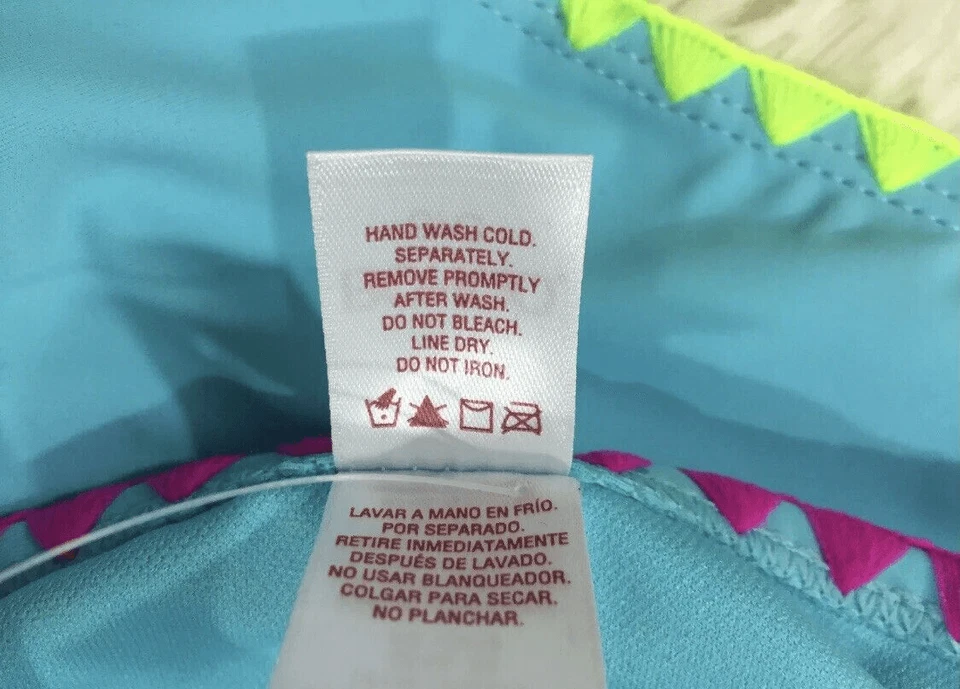 HAND WASH COLD.
SEPARATELY.
REMOVE PROMPTLY
AFTER WASH.
DO NOT BLEACH.
LINE DRY.
DO NOT IRON.
LAVAR A MANO EN FRÍO.
POR SEPARADO.
RETIRE INMEDIATAMENTE
DESPUÉS DE LAVADO.
NO USAR BLANQUEADOR.
COLGAR PARA SECAR.
NO PLANCHAR.